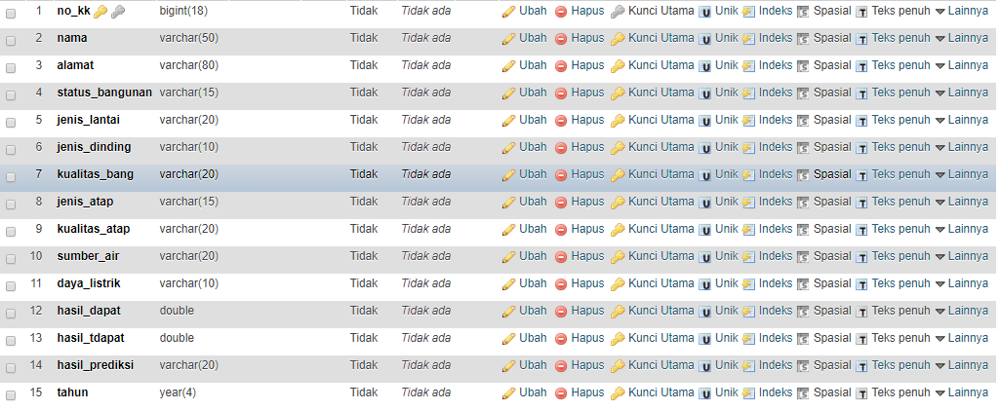 1 no_kk bigint(18) Tidak Tidak ada Ubah Hapus Kunci Utama Unik Indeks Spasial Teks penuh Lainnya
2 nama varchar(50) Tidak Tidak ada Ubah Hapus Kunci Utama Unik Indeks Spasial Teks penuh Lainnya
3 alamat varchar(80) Tidak Tidak ada Ubah Hapus Kunci Utama Unik Indeks Spasial Teks penuh Lainnya
4 status_bangunan varchar(15) Tidak Tidak ada Ubah Hapus Kunci Utama Unik Indeks Spasial Teks penuh Lainnya
5 jenis_lantai varchar(20) Tidak Tidak ada Ubah Hapus Kunci Utama Unik Indeks Spasial Teks penuh Lainnya
6 jenis_dinding varchar(10) Tidak Tidak ada Ubah Hapus Kunci Utama Unik Indeks Spasial Teks penuh Lainnya
7 kualitas_bang varchar(20) Tidak Tidak ada Ubah Hapus Kunci Utama Unik Indeks Spasial Teks penuh Lainnya
8 jenis_atap varchar(15) Tidak Tidak ada Ubah Hapus Kunci Utama Unik Indeks Spasial Teks penuh Lainnya
9 kualitas_atap varchar(20) Tidak Tidak ada Ubah Hapus Kunci Utama Unik Indeks Spasial Teks penuh Lainnya
10 sumber_air varchar(20) Tidak Tidak ada Ubah Hapus Kunci Utama Unik Indeks Spasial Teks penuh Lainnya
11 daya_listrik varchar(10) Tidak Tidak ada Ubah Hapus Kunci Utama Unik Indeks Spasial Teks penuh Lainnya
12 hasil_dapat double Tidak Tidak ada Ubah Hapus Kunci Utama Unik Indeks Spasial Teks penuh Lainnya
13 hasil_tdapat double Tidak Tidak ada Ubah Hapus Kunci Utama Unik Indeks Spasial Teks penuh Lainnya
14 hasil_prediksi varchar(20) Tidak Tidak ada Ubah Hapus Kunci Utama Unik Indeks Spasial Teks penuh Lainnya
15 tahun year(4) Tidak Tidak ada Ubah Hapus Kunci Utama Unik Indeks Spasial Teks penuh Lainnya